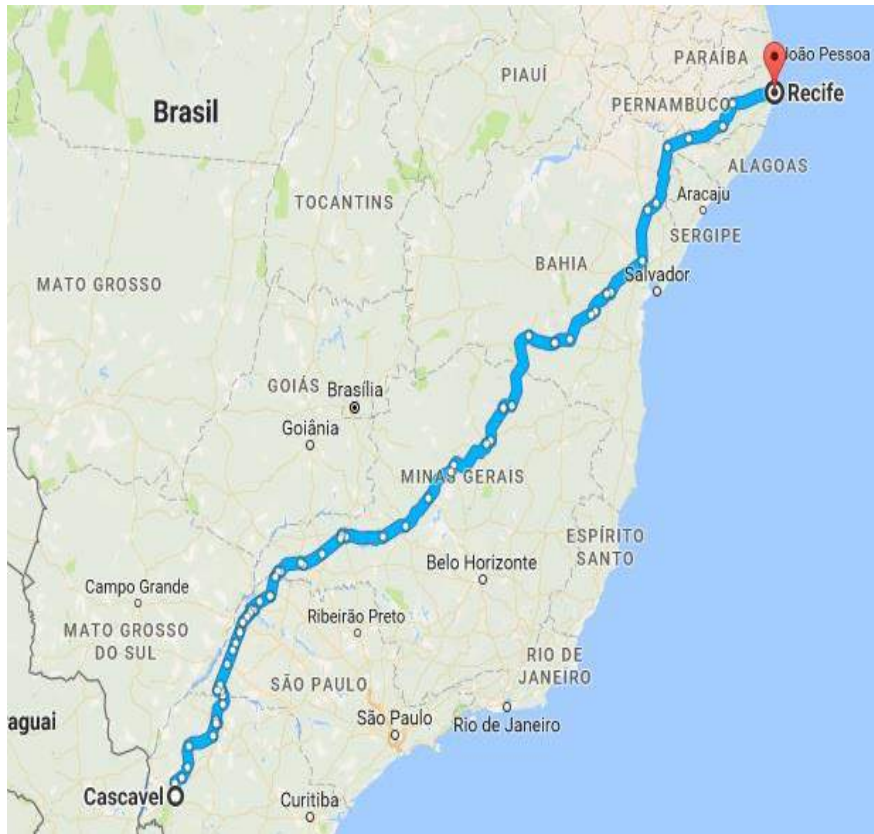 PARAÍBA
João Pessoa
PIAUÍ
PERNAMBUCO
Recife
Brasil
ALAGOAS
TOCANTINS
Aracaju
SERGIPE
BAHIA
Salvador
MATO GROSSO
GOIÁS
Brasília
Goiânia
MINAS GERAIS
ESPÍRITO
SANTO
Belo Horizonte
Campo Grande
Ribeirão Preto
MATO GROSSO
DO SUL
RIO DE
JANEIRO
SÃO PAULO
São Paulo
Rio de Janeiro
aguai
Cascavel
Curitiba